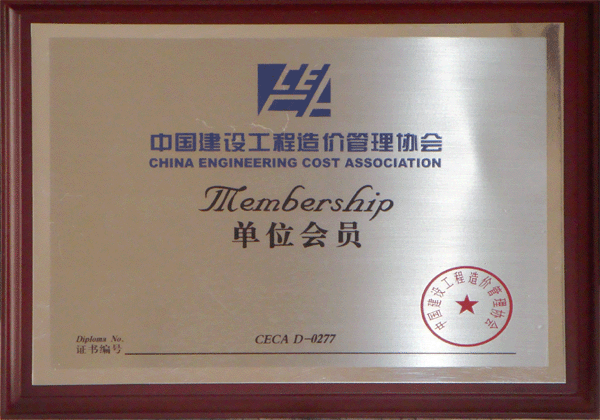 中国建设工程造价管理协会
CHINA ENGINEERING COST ASSOCIATION
Membership
单位会员
中国建设工程造价管理协会
Diploma No.
证书编号
CECA D-0277